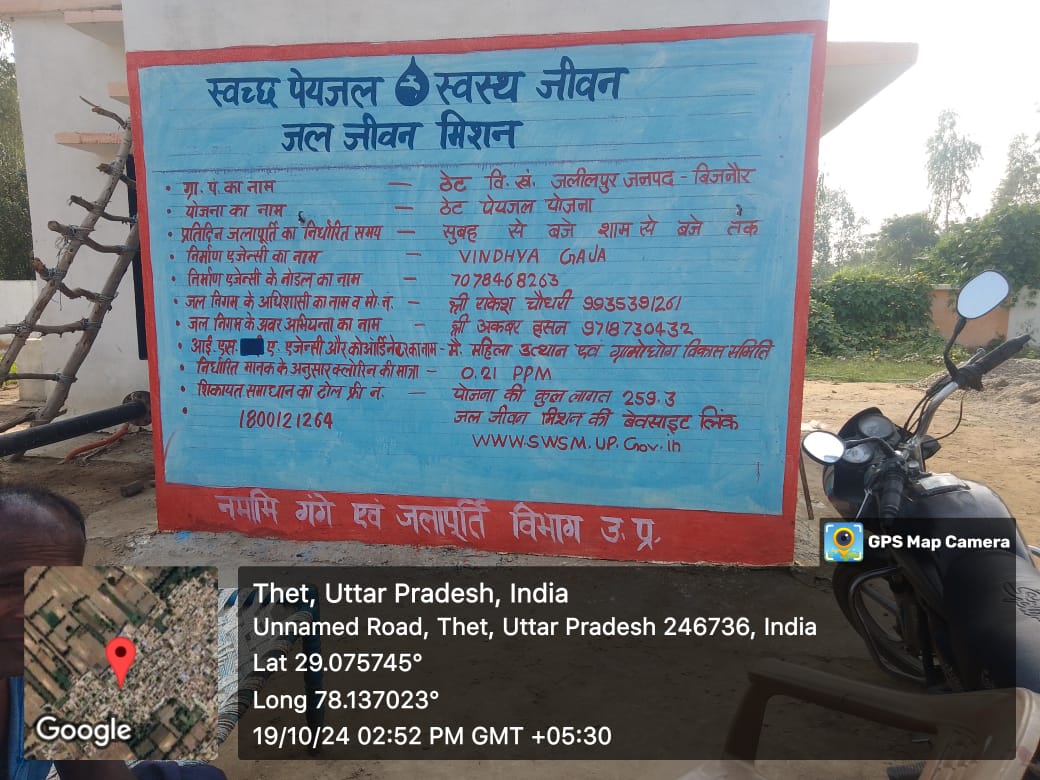 स्वच्छ पेयजल स्वस्थ जीवन
जल जीवन मिशन
• ग्रा. पं. का नाम — ठेट वि. खं. जलीलपुर जनपद - बिजनौर
• योजना का नाम — ठेट पेयजल योजना
• प्रतिदिन जलापूर्ति का निर्धारित समय — सुबह से बजे शाम से बजे तक
• निर्माण एजेन्सी का नाम — VINDHYA GAJA
• निर्माण एजेन्सी के नोडल का नाम — 7078468263
• जल निगम के अधिशासी का नाम व मो. नं. — श्री राकेश चौधरी 9935391261
• जल निगम के अवर अभियन्ता का नाम — श्री अकबर हसन 9718730432
• आई. एस. ए. एजेन्सी और कोऑर्डिनेटर का नाम - मै. महिला उत्थान एवं ग्रामोद्योग विकास समिति
• निर्धारित मानक के अनुसार क्लोरिन की मात्रा — 0.21 PPM
• शिकायत समाधान का टोल फ्री नं. — योजना की कुल लागत 259.3
• 1800121264 जल जीवन मिशन की बेवसाइट लिंक
WWW.SWSM.UP.Gov.in
नमामि गंगे एवं जलापूर्ति विभाग उ. प्र.
GPS Map Camera
Thet, Uttar Pradesh, India
Unnamed Road, Thet, Uttar Pradesh 246736, India
Lat 29.075745°
Long 78.137023°
19/10/24 02:52 PM GMT +05:30
Google